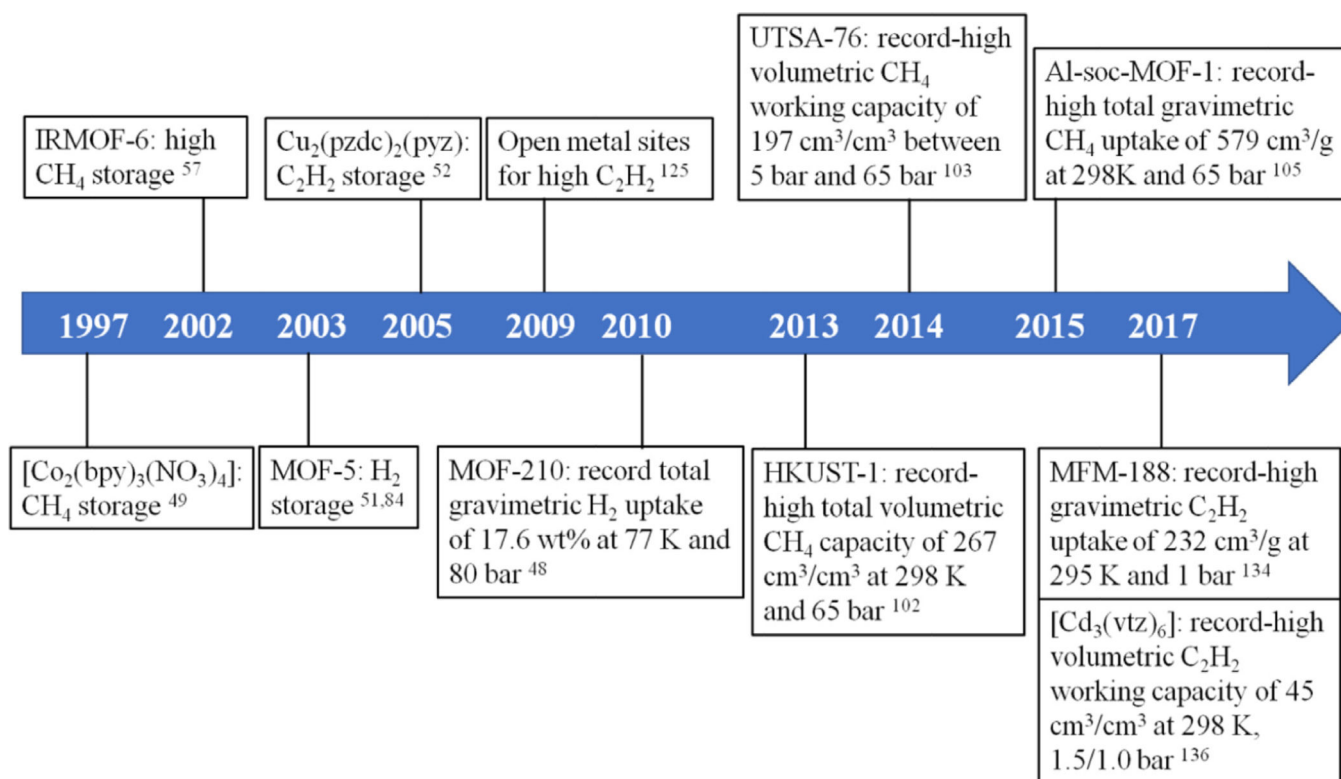 IRMOF-6: high
CH₄ storage ⁵⁷
Cu₂(pzdc)₂(pyz):
C₂H₂ storage ⁵²
Open metal sites
for high C₂H₂ ¹²⁵
UTSA-76: record-high
volumetric CH₄
working capacity of
197 cm³/cm³ between
5 bar and 65 bar ¹⁰³
Al-soc-MOF-1: record-
high total gravimetric
CH₄ uptake of 579 cm³/g
at 298K and 65 bar ¹⁰⁵
1997 2002 2003 2005 2009 2010 2013 2014 2015 2017
[Co₂(bpy)₃(NO₃)₄]:
CH₄ storage ⁴⁹
MOF-5: H₂
storage ⁵¹,⁸⁴
MOF-210: record total
gravimetric H₂ uptake
of 17.6 wt% at 77 K and
80 bar ⁴⁸
HKUST-1: record-
high total volumetric
CH₄ capacity of 267
cm³/cm³ at 298 K
and 65 bar ¹⁰²
MFM-188: record-high
gravimetric C₂H₂
uptake of 232 cm³/g at
295 K and 1 bar ¹³⁴
[Cd₃(vtz)₆]: record-high
volumetric C₂H₂
working capacity of 45
cm³/cm³ at 298 K,
1.5/1.0 bar ¹³⁶